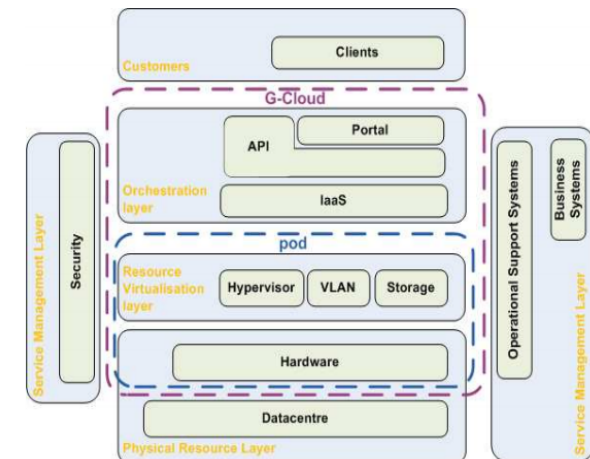 Clients
Customers
G-Cloud
Portal
API
Orchestration
layer
IaaS
pod
Resource
Virtualisation
layer
Hypervisor
VLAN
Storage
Hardware
Datacentre
Physical Resource Layer
Service Management Layer
Security
Operational Support Systems
Business
Systems
Service Management Layer